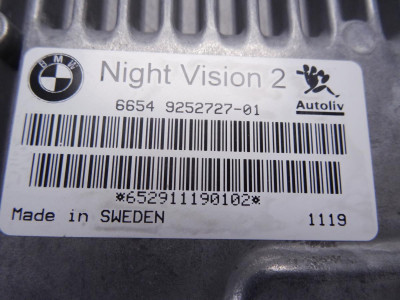 BMW
Night Vision 2
Autoliv
6654 9252727-01
*652911190102*
Made in SWEDEN
1119